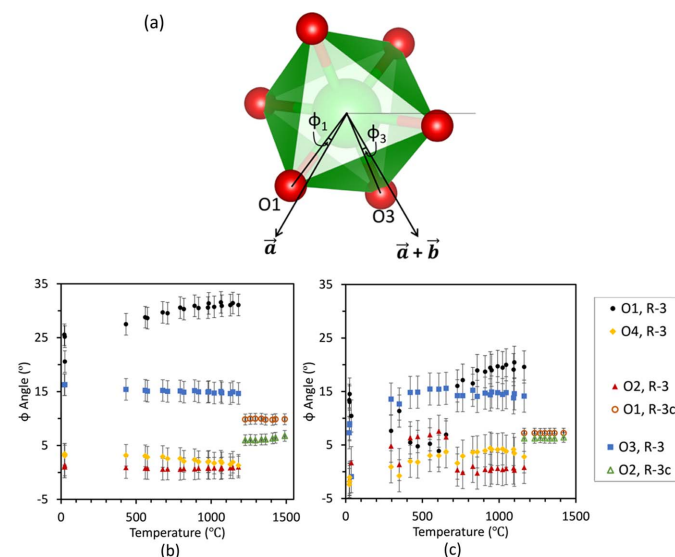 (a)
ϕ1
ϕ3
O1
O3
a
a + b
35
25
15
5
-5
ϕ Angle (°)
0
500
1000
1500
Temperature (°C)
(b)
35
25
15
5
-5
ϕ Angle (°)
0
500
1000
1500
Temperature (°C)
(c)
O1, R-3
O4, R-3
O2, R-3
O1, R-3c
O3, R-3
O2, R-3c